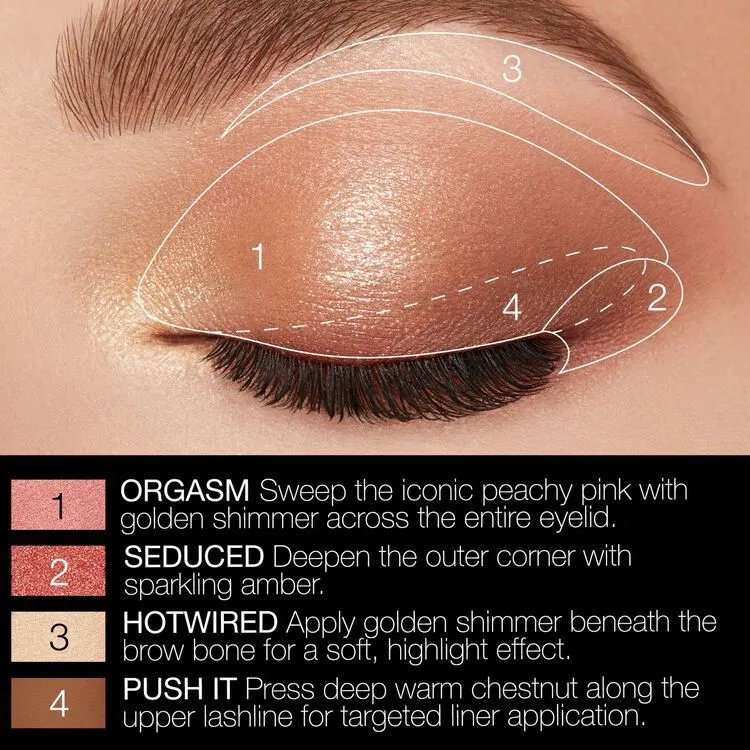 3
1
2
4
1 ORGASM Sweep the iconic peachy pink with
golden shimmer across the entire eyelid.
2 SEDUCED Deepen the outer corner with
sparkling amber.
3 HOTWIRED Apply golden shimmer beneath the
brow bone for a soft, highlight effect.
4 PUSH IT Press deep warm chestnut along the
upper lashline for targeted liner application.